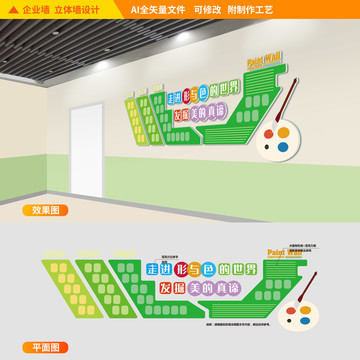 企业墙 立体墙设计
AI全矢量文件 可修改 附制作工艺
Paint Wall
走进形与色的世界
发掘美的真谛
效果图
Paint Wall
走进形与色的世界
发掘美的真谛
平面图